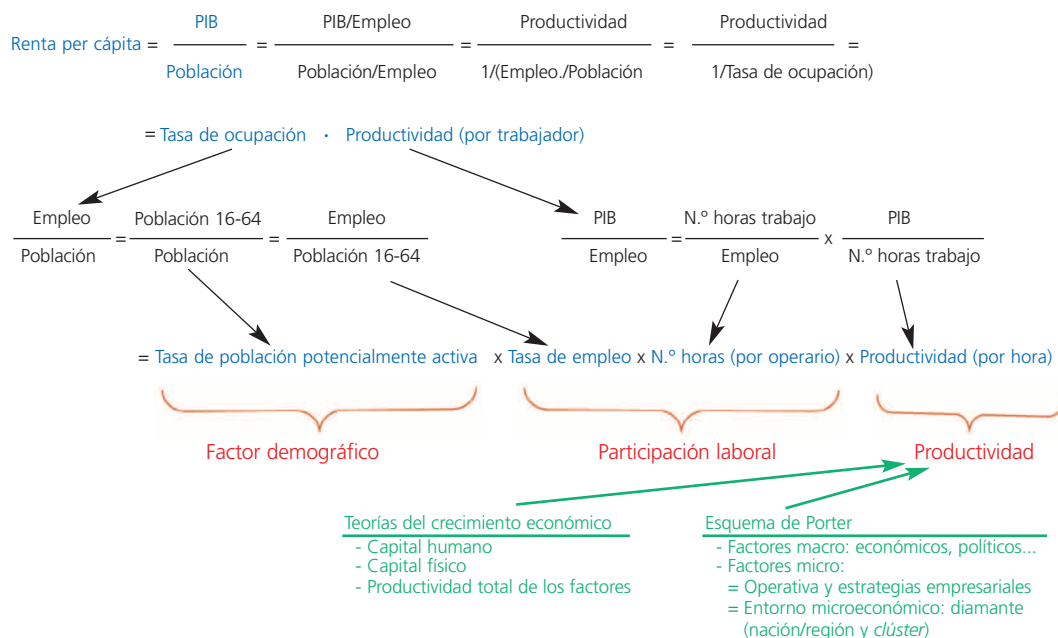 PIB PIB/Empleo Productividad Productividad
Renta per cápita = = = = =
Población Población/Empleo 1/(Empleo./Población 1/Tasa de ocupación)
= Tasa de ocupación · Productividad (por trabajador)
Empleo Población 16-64 Empleo PIB N.º horas trabajo PIB
= = = x
Población Población Población 16-64 Empleo Empleo N.º horas trabajo
= Tasa de población potencialmente activa x Tasa de empleo x N.º horas (por operario) x Productividad (por hora)
Factor demográfico Participación laboral Productividad
Teorías del crecimiento económico
- Capital humano
- Capital físico
- Productividad total de los factores
Esquema de Porter
- Factores macro: económicos, políticos...
- Factores micro:
= Operativa y estrategias empresariales
= Entorno microeconómico: diamante
(nación/región y clúster)